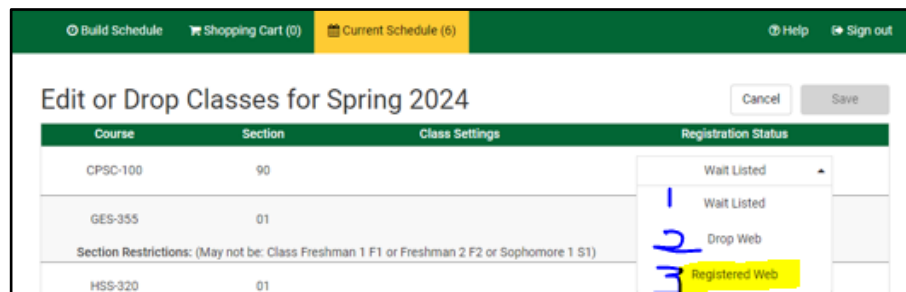 Build Schedule Shopping Cart (0) Current Schedule (6) Help Sign out
Edit or Drop Classes for Spring 2024 Cancel Save
Course Section Class Settings Registration Status
CPSC-100 90 Wait Listed
1 Wait Listed
GES-355 01
2 Drop Web
Section Restrictions: (May not be: Class Freshman 1 F1 or Freshman 2 F2 or Sophomore 1 S1)
3 Registered Web
HSS-320 01